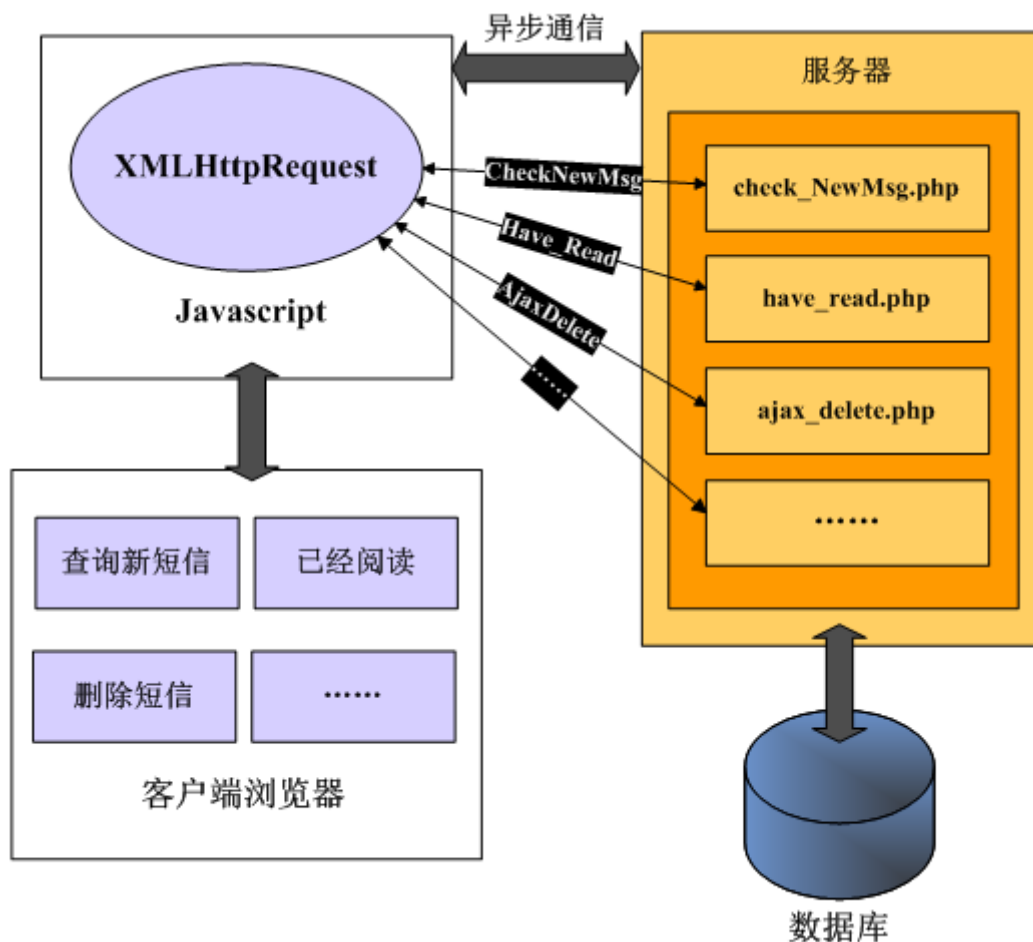 异步通信
服务器
XMLHttpRequest
Javascript
CheckNewMsg
Have_Read
AjaxDelete
……
check_NewMsg.php
have_read.php
ajax_delete.php
……
查询新短信
已经阅读
删除短信
……
客户端浏览器
数据库